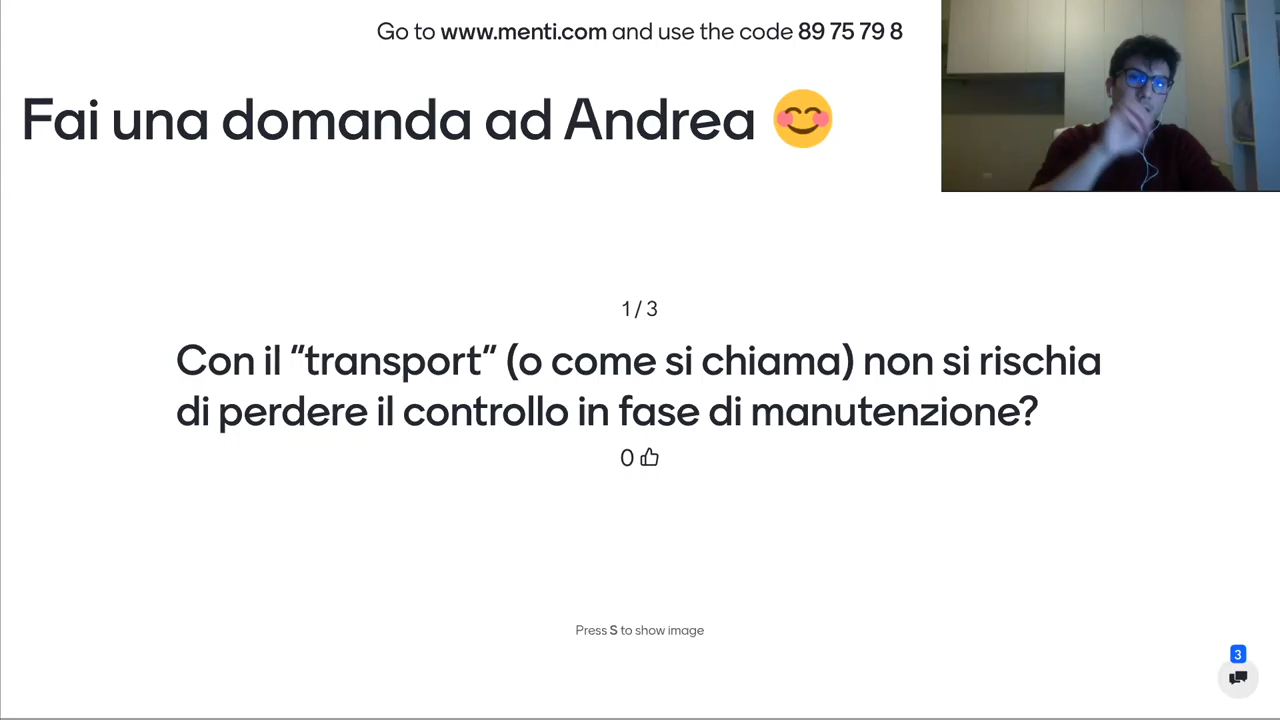 Go to www.menti.com and use the code 89 75 79 8
Fai una domanda ad Andrea 😊
1 / 3
Con il ”transport” (o come si chiama) non si rischia
di perdere il controllo in fase di manutenzione?
0
Press S to show image
3